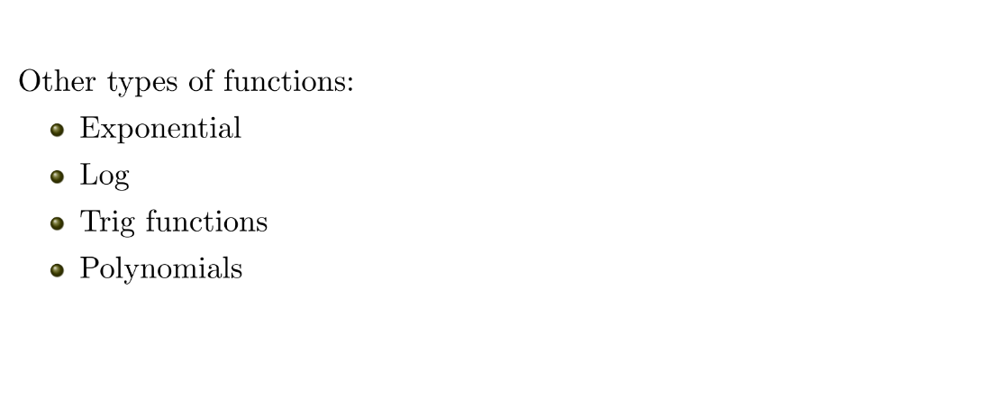 Other types of functions:
Exponential
Log
Trig functions
Polynomials